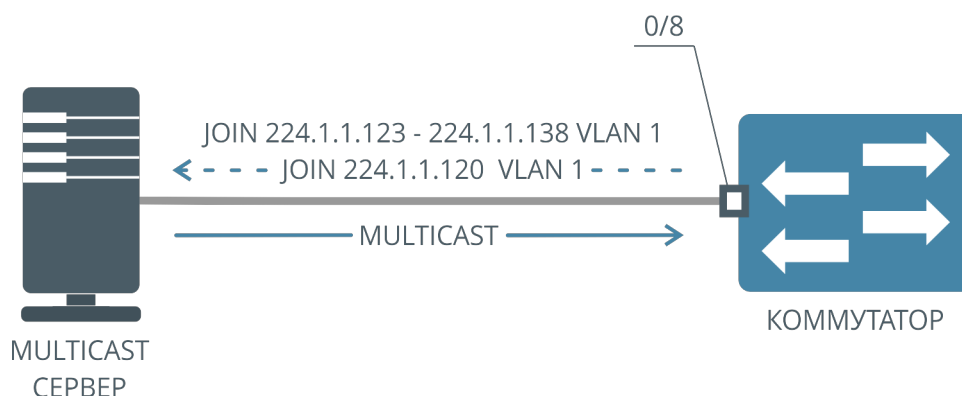 0/8
JOIN 224.1.1.123 - 224.1.1.138 VLAN 1
JOIN 224.1.1.120 VLAN 1
MULTICAST
КОММУТАТОР
MULTICAST
СЕРВЕР